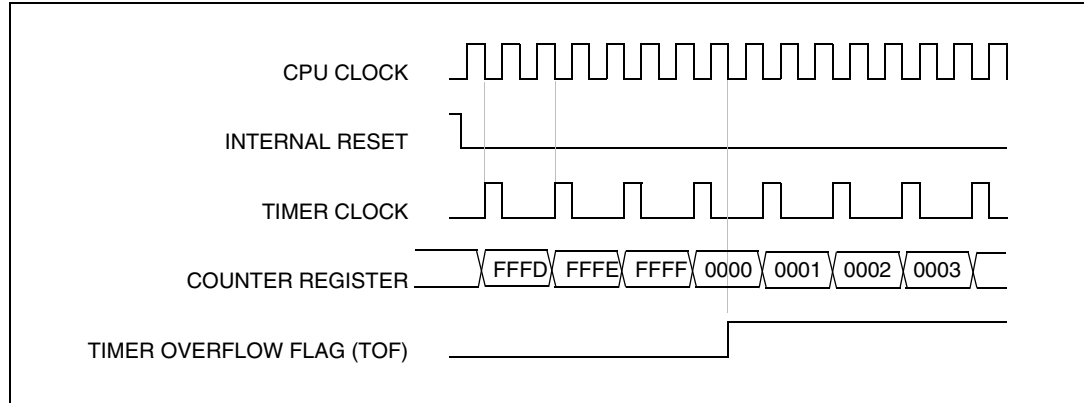 CPU CLOCK
INTERNAL RESET
TIMER CLOCK
COUNTER REGISTER FFFD FFFE FFFF 0000 0001 0002 0003
TIMER OVERFLOW FLAG (TOF)